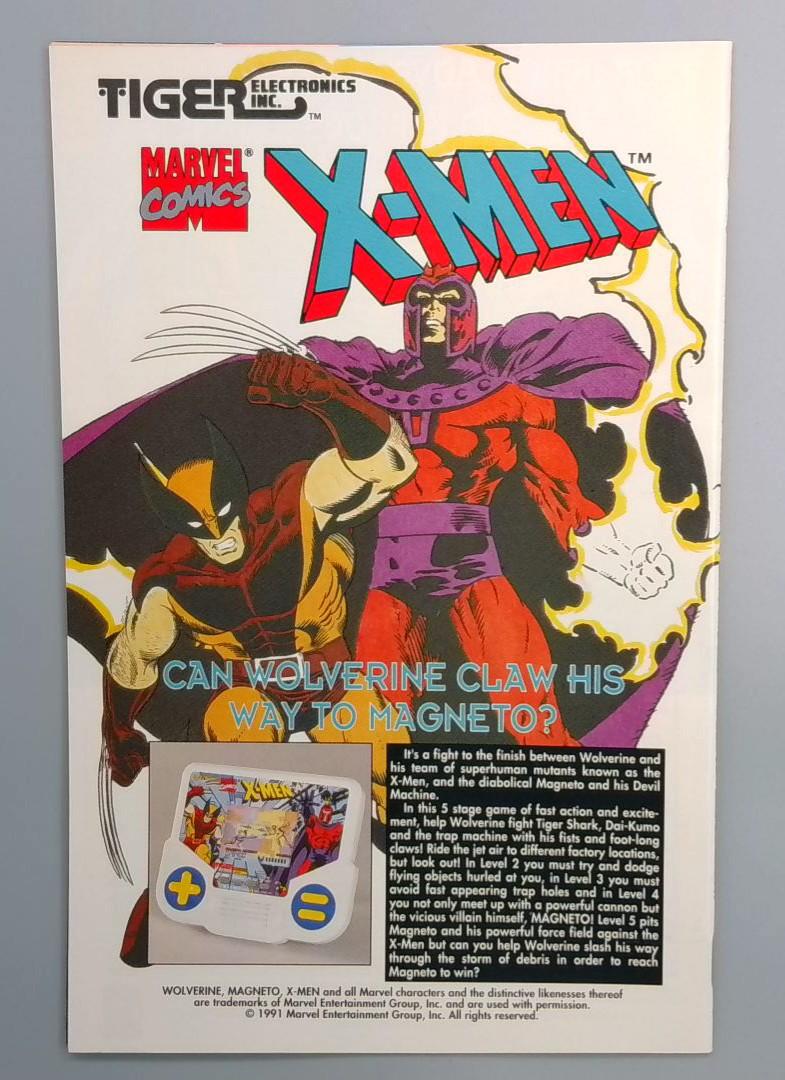 TIGER ELECTRONICS INC.™
MARVEL® COMICS
X-MEN™
CAN WOLVERINE CLAW HIS
WAY TO MAGNETO?
X-MEN
It's a fight to the finish between Wolverine and
his team of superhuman mutants known as the
X-Men, and the diabolical Magneto and his Devil
Machine.
In this 5 stage game of fast action and excite-
ment, help Wolverine fight Tiger Shark, Dai-Kumo
and the trap machine with his fists and foot-long
claws! Ride the jet air to different factory locations,
but look out! In Level 2 you must try and dodge
flying objects hurled at you, in Level 3 you must
avoid fast appearing trap holes and in Level 4
you not only meet up with a powerful cannon but
the vicious villain himself, MAGNETO! Level 5 pits
Magneto and his powerful force field against the
X-Men but can you help Wolverine slash his way
through the storm of debris in order to reach
Magneto to win?
WOLVERINE, MAGNETO, X-MEN and all Marvel characters and the distinctive likenesses thereof
are trademarks of Marvel Entertainment Group, Inc. and are used with permission.
© 1991 Marvel Entertainment Group, Inc. All rights reserved.